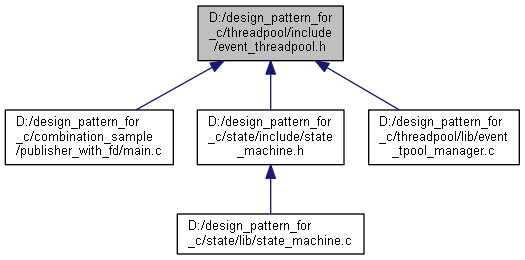 D:/design_pattern_for
_c/threadpool/include
/event_threadpool.h
D:/design_pattern_for
_c/combination_sample
/publisher_with_fd/main.c
D:/design_pattern_for
_c/state/include/state
_machine.h
D:/design_pattern_for
_c/threadpool/lib/event
_tpool_manager.c
D:/design_pattern_for
_c/state/lib/state_machine.c